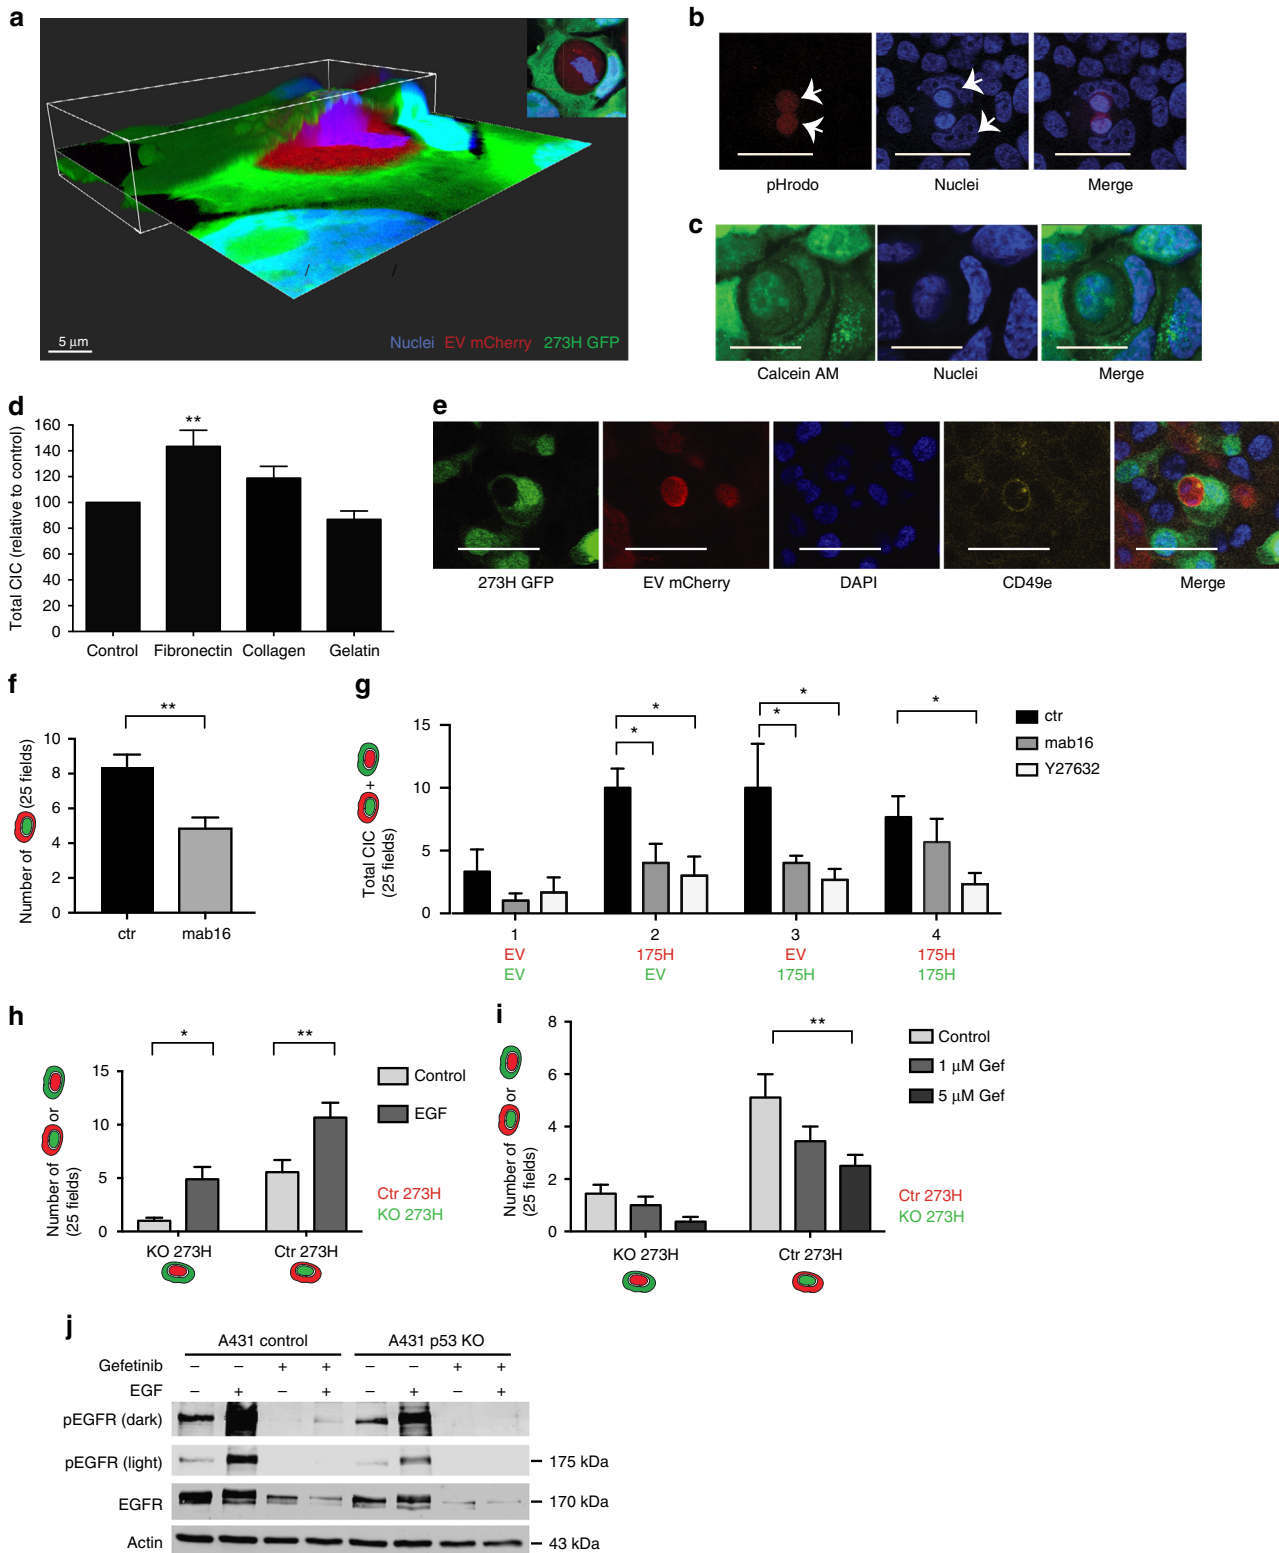 a
5 μm
Nuclei EV mCherry 273H GFP
b
pHrodo Nuclei Merge
c
Calcein AM Nuclei Merge
d
Total CIC (relative to control)
160
140
120
100
80
60
40
20
0
**
Control Fibronectin Collagen Gelatin
e
273H GFP EV mCherry DAPI CD49e Merge
f
Number of (25 fields)
10
8
6
4
2
0
**
ctr mab16
g
Total CIC +
(25 fields)
15
10
5
0
* *
* *
*
ctr
mab16
Y27632
1 2 3 4
EV 175H EV 175H
EV EV 175H 175H
h
Number of or
(25 fields)
15
10
5
0
* **
Control
EGF
Ctr 273H
KO 273H
KO 273H Ctr 273H
i
Number of or
(25 fields)
8
6
4
2
0
**
Control
1 μM Gef
5 μM Gef
Ctr 273H
KO 273H
KO 273H Ctr 273H
j
A431 control A431 p53 KO
Gefetinib – – + + – – + +
EGF – + – + – + – +
pEGFR (dark)
pEGFR (light) 175 kDa
EGFR 170 kDa
Actin 43 kDa